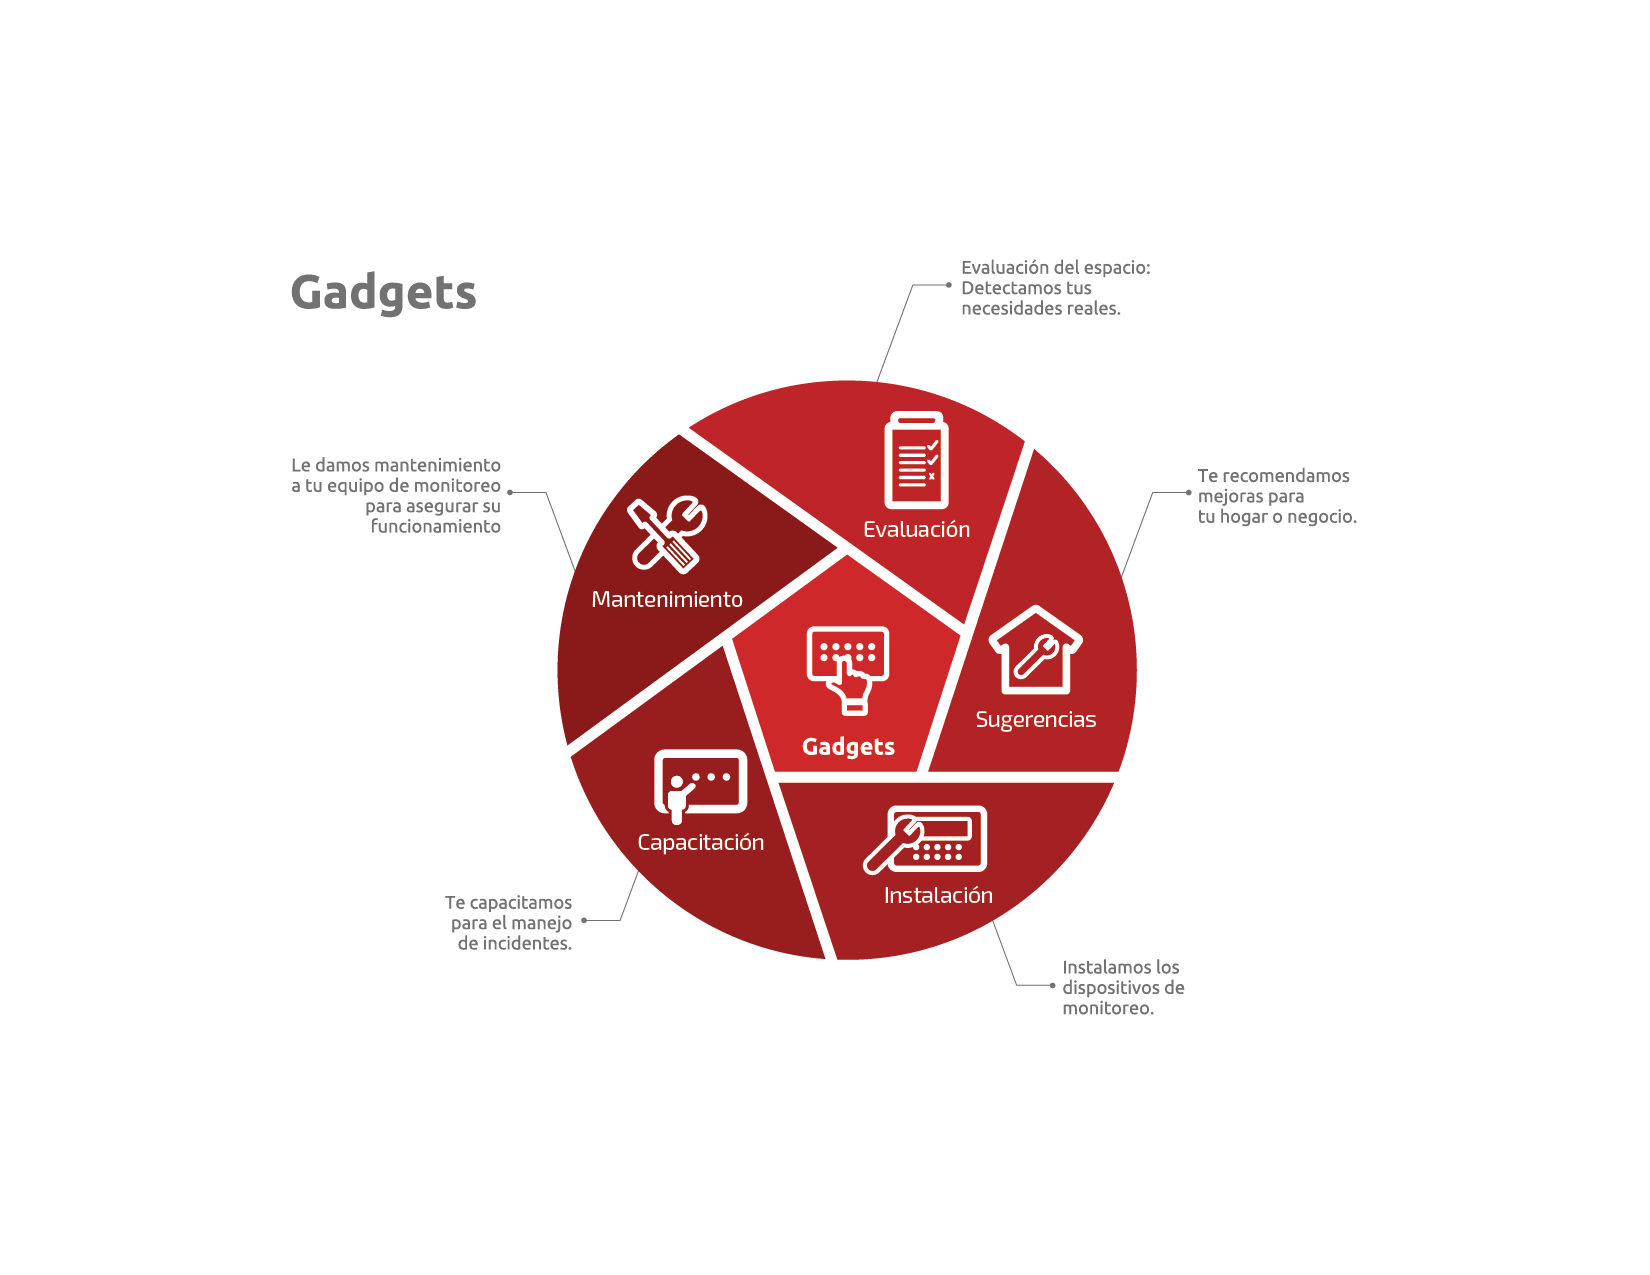 Gadgets
Evaluación del espacio:
Detectamos tus
necesidades reales.
Le damos mantenimiento
a tu equipo de monitoreo
para asegurar su
funcionamiento
Te recomendamos
mejoras para
tu hogar o negocio.
Evaluación
Mantenimiento
Sugerencias
Gadgets
Capacitación
Instalación
Te capacitamos
para el manejo
de incidentes.
Instalamos los
dispositivos de
monitoreo.